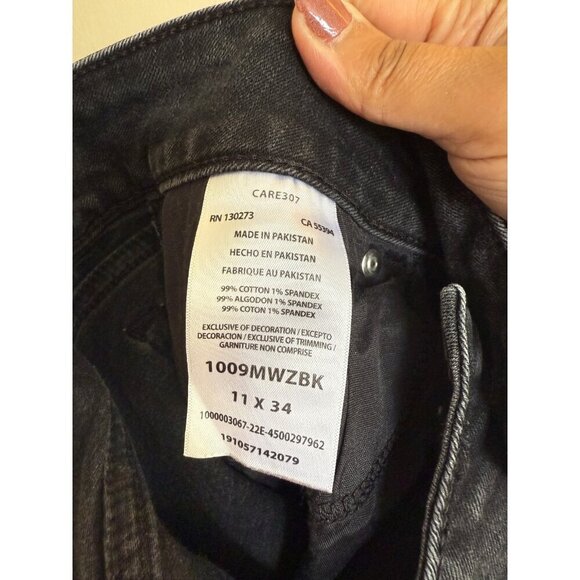 CARE307
RN 130273 CA 55394
MADE IN PAKISTAN
HECHO EN PAKISTAN
FABRIQUE AU PAKISTAN
99% COTTON 1% SPANDEX
99% ALGODON 1% SPANDEX
99% COTON 1% SPANDEX
EXCLUSIVE OF DECORATION / EXCEPTO
DECORACION / EXCLUSIVE OF TRIMMING /
GARNITURE NON COMPRISE
1009MWZBK
11 X 34
1000003067-22E-4500297962
191057142079